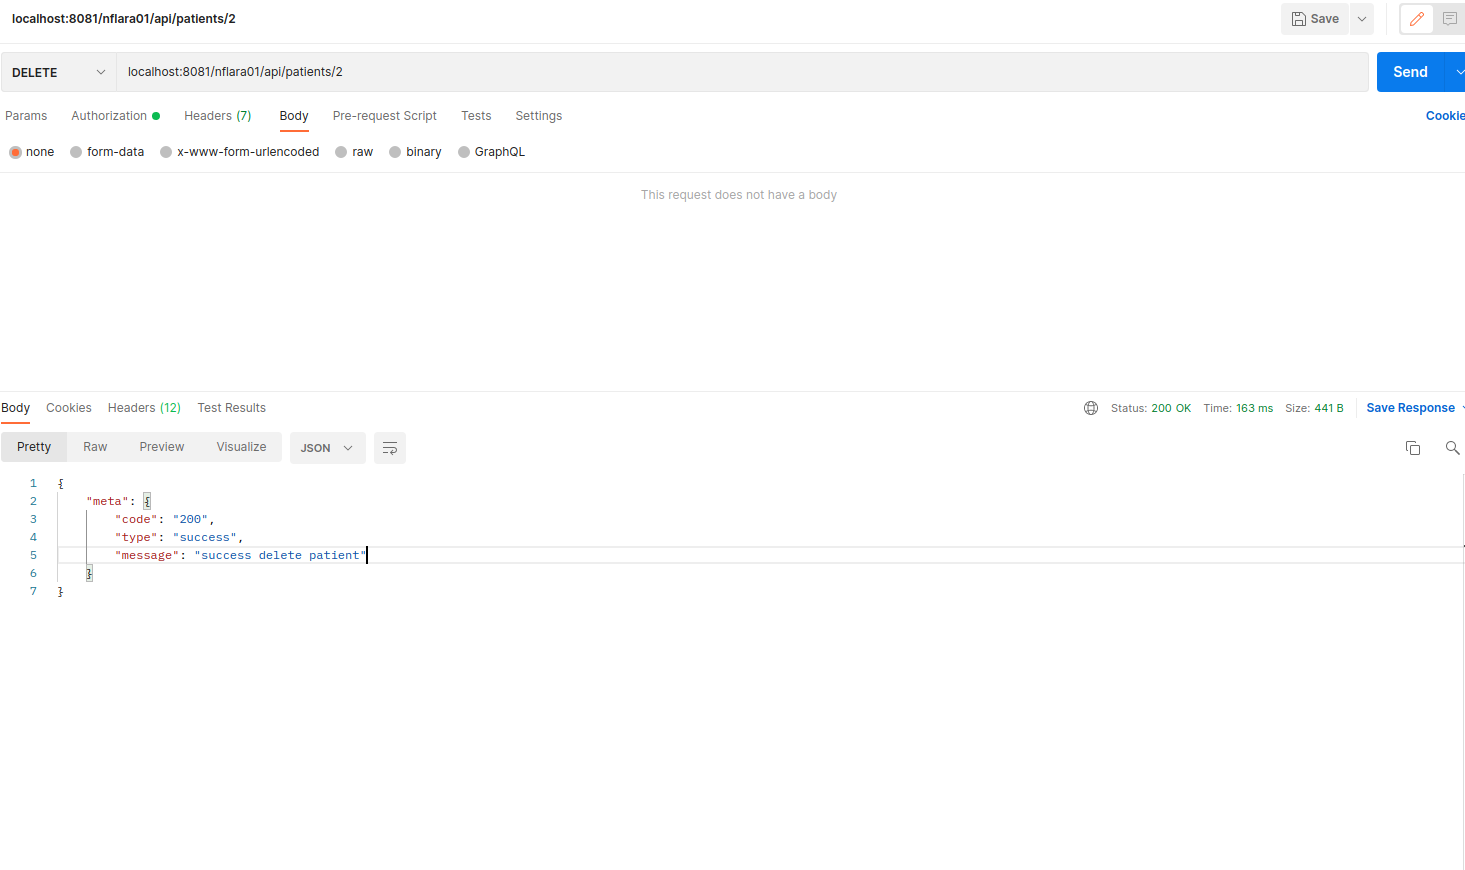 localhost:8081/nflara01/api/patients/2
Save
DELETE localhost:8081/nflara01/api/patients/2 Send
Params Authorization Headers (7) Body Pre-request Script Tests Settings Cookie
none form-data x-www-form-urlencoded raw binary GraphQL
This request does not have a body
Body Cookies Headers (12) Test Results Status: 200 OK Time: 163 ms Size: 441 B Save Response
Pretty Raw Preview Visualize JSON
1 {
2 "meta": {
3 "code": "200",
4 "type": "success",
5 "message": "success delete patient"
6 }
7 }